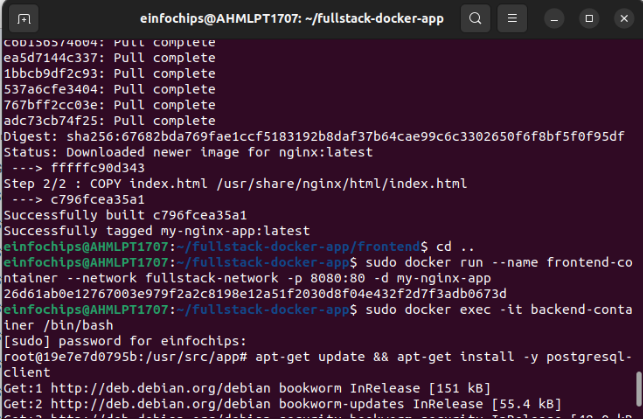 einfochips@AHMLPT1707: ~/fullstack-docker-app
c6b156574604: Pull complete
ea5d7144c337: Pull complete
1bbcb9df2c93: Pull complete
537a6cfe3404: Pull complete
767bff2cc03e: Pull complete
adc73cb74f25: Pull complete
Digest: sha256:67682bda769fae1ccf5183192b8daf37b64cae99c6c3302650f6f8bf5f0f95df
Status: Downloaded newer image for nginx:latest
---> fffffc90d343
Step 2/2 : COPY index.html /usr/share/nginx/html/index.html
---> c796fcea35a1
Successfully built c796fcea35a1
Successfully tagged my-nginx-app:latest
einfochips@AHMLPT1707:~/fullstack-docker-app/frontend$ cd ..
einfochips@AHMLPT1707:~/fullstack-docker-app$ sudo docker run --name frontend-co
ntainer --network fullstack-network -p 8080:80 -d my-nginx-app
26d61ab0e12767003e979f2a2c8198e12a51f2030d8f04e432f2d7f3adb0673d
einfochips@AHMLPT1707:~/fullstack-docker-app$ sudo docker exec -it backend-conta
iner /bin/bash
[sudo] password for einfochips:
root@19e7e7d0795b:/usr/src/app# apt-get update && apt-get install -y postgresql-
client
Get:1 http://deb.debian.org/debian bookworm InRelease [151 kB]
Get:2 http://deb.debian.org/debian bookworm-updates InRelease [55.4 kB]